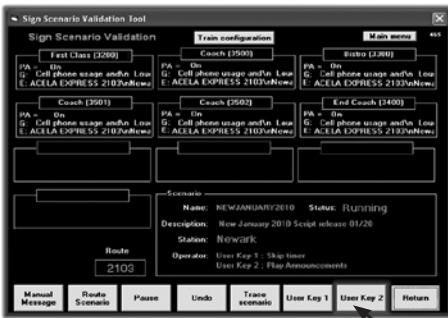 Sign Scenario Validation Tool
Sign Scenario Validation
Train configuration
Main menu
465
First Class (3200)
PA = On
G: Cell phone usage and\n Lou
E: ACELA EXPRESS 2103\nNewa
Coach (3500)
PA = On
G: Cell phone usage and\n Lou
E: ACELA EXPRESS 2103\nNewa
Bistro (3300)
PA = On
G: Cell phone usage and\n Lou
E: ACELA EXPRESS 2103\nNewa
Coach (3501)
PA = On
G: Cell phone usage and\n Lou
E: ACELA EXPRESS 2103\nNewa
Coach (3502)
PA = On
G: Cell phone usage and\n Lou
E: ACELA EXPRESS 2103\nNewa
End Coach (3400)
PA = On
G: Cell phone usage and\n Lou
E: ACELA EXPRESS 2103\nNewa
Scenario
Name: NEWJANUARY2010 Status: Running
Description: New January 2010 Script release 01/20
Station: Newark
Operator: User Key 1 : Skip timer
User Key 2 : Play Announcements
Route
2103
Manual Message
Route Scenario
Pause
Undo
Trace scenario
User Key 1
User Key 2
Return